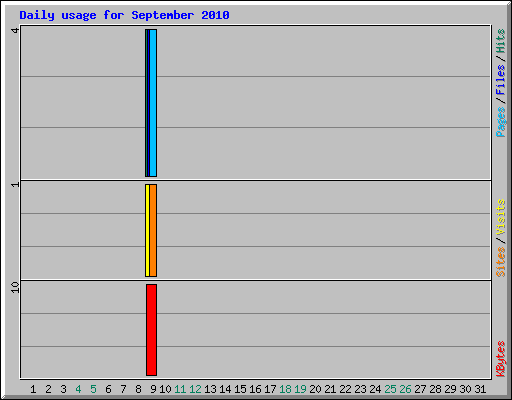 Daily usage for September 2010
4
1
10
Pages / Files / Hits
Sites / Visits
KBytes
1 2 3 4 5 6 7 8 9 10 11 12 13 14 15 16 17 18 19 20 21 22 23 24 25 26 27 28 29 30 31